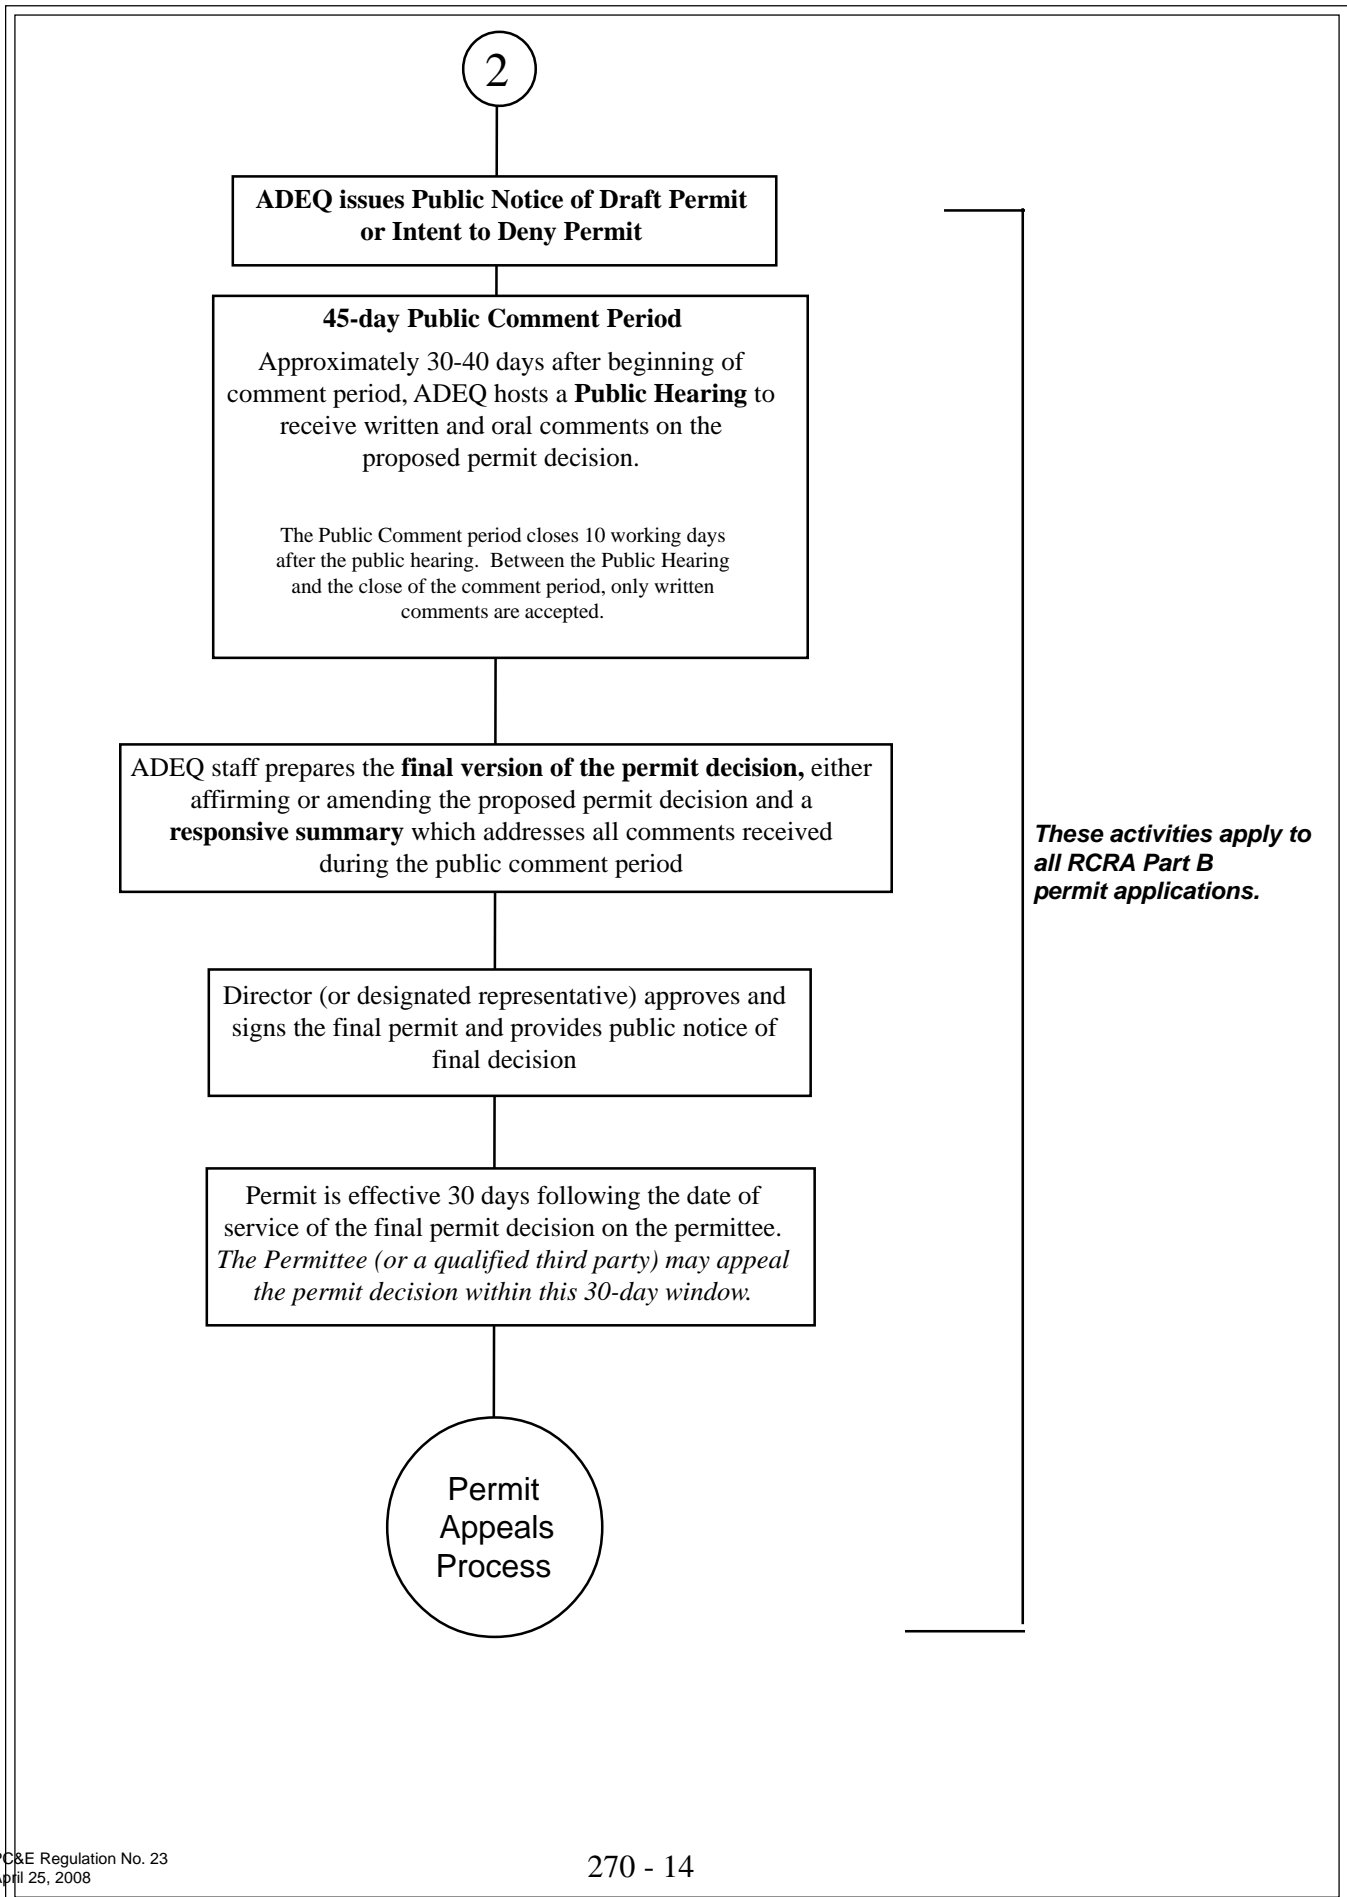 2
ADEQ issues Public Notice of Draft Permit
or Intent to Deny Permit
45-day Public Comment Period
Approximately 30-40 days after beginning of
comment period, ADEQ hosts a Public Hearing to
receive written and oral comments on the
proposed permit decision.
The Public Comment period closes 10 working days
after the public hearing.  Between the Public Hearing
and the close of the comment period, only written
comments are accepted.
ADEQ staff prepares the final version of the permit decision, either
affirming or amending the proposed permit decision and a
responsive summary which addresses all comments received
during the public comment period
These activities apply to
all RCRA Part B
permit applications.
Director (or designated representative) approves and
signs the final permit and provides public notice of
final decision
Permit is effective 30 days following the date of
service of the final permit decision on the permittee.
The Permittee (or a qualified third party) may appeal
the permit decision within this 30-day window.
Permit
Appeals
Process
PC&E Regulation No. 23
April 25, 2008
270 - 14